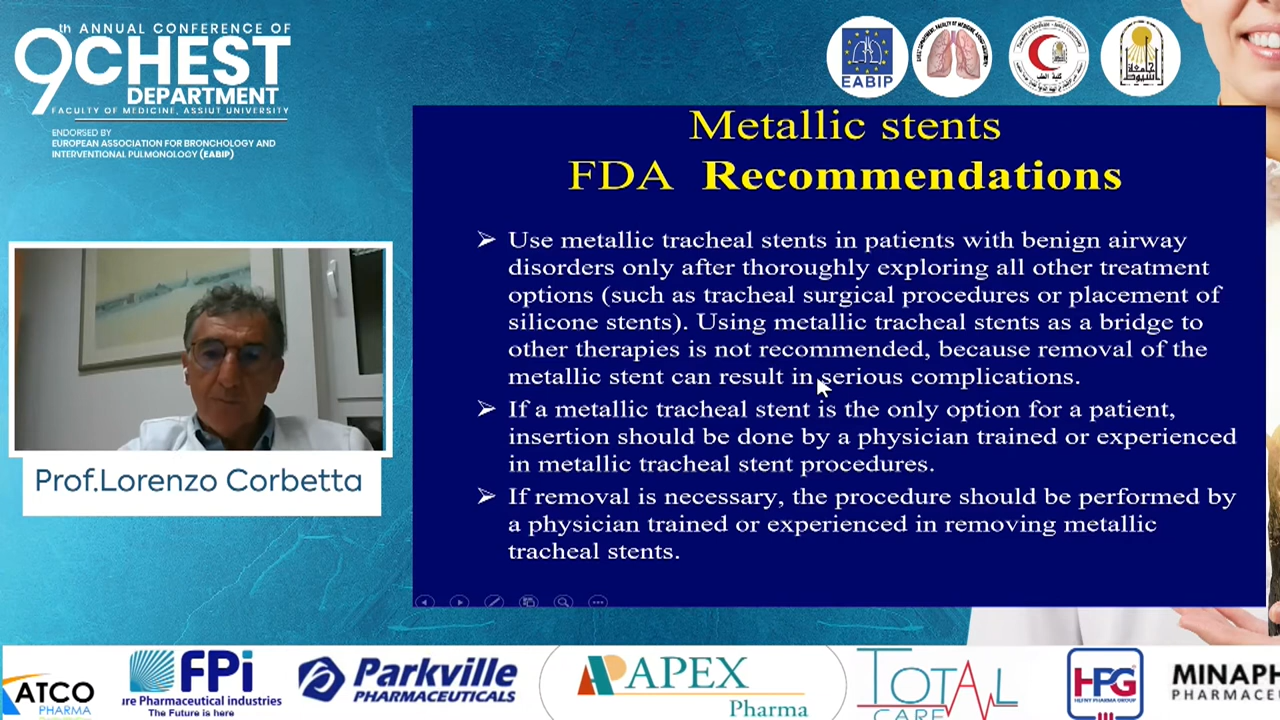 9th ANNUAL CONFERENCE OF
CHEST
DEPARTMENT
FACULTY OF MEDICINE, ASSIUT UNIVERSITY
ENDORSED BY
EUROPEAN ASSOCIATION FOR BRONCHOLOGY AND
INTERVENTIONAL PULMONOLOGY (EABIP)
EABIP
Metallic stents
FDA Recommendations
➢ Use metallic tracheal stents in patients with benign airway
disorders only after thoroughly exploring all other treatment
options (such as tracheal surgical procedures or placement of
silicone stents). Using metallic tracheal stents as a bridge to
other therapies is not recommended, because removal of the
metallic stent can result in serious complications.
➢ If a metallic tracheal stent is the only option for a patient,
insertion should be done by a physician trained or experienced
in metallic tracheal stent procedures.
➢ If removal is necessary, the procedure should be performed by
a physician trained or experienced in removing metallic
tracheal stents.
Prof.Lorenzo Corbetta
ATCO
PHARMA
FPi
ure Pharmaceutical industries
The Future is here
Parkville
PHARMACEUTICALS
APEX
Pharma
TOTAL
CARE
HPG
MINAPH
PHARMACEU